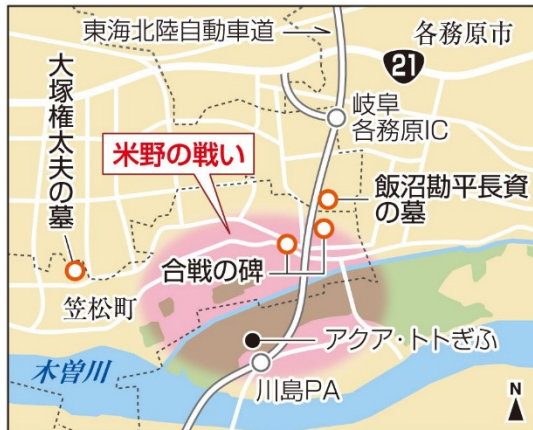 東海北陸自動車道
各務原市
21
岐阜
各務原IC
大塚権太夫の墓
米野の戦い
飯沼勘平長資
の墓
合戦の碑
笠松町
アクア・トトぎふ
木曽川
川島PA
N